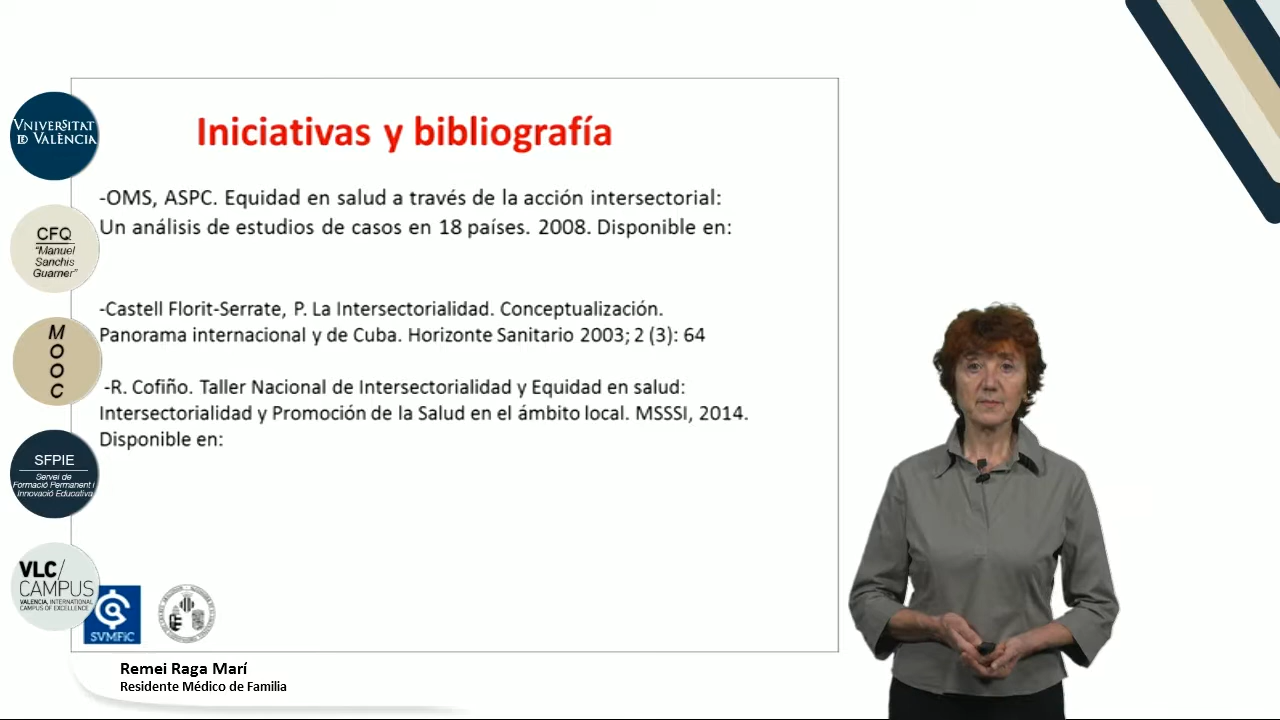 Iniciativas y bibliografía
-OMS, ASPC. Equidad en salud a través de la acción intersectorial:
Un análisis de estudios de casos en 18 países. 2008. Disponible en:
-Castell Florit-Serrate, P. La Intersectorialidad. Conceptualización.
Panorama internacional y de Cuba. Horizonte Sanitario 2003; 2 (3): 64
-R. Cofiño. Taller Nacional de Intersectorialidad y Equidad en salud:
Intersectorialidad y Promoción de la Salud en el ámbito local. MSSSI, 2014.
Disponible en:
VNIVERSITAT
DE VALÈNCIA
CFQ
"Manuel
Sanchis
Guarner"
M
O
O
C
SFPIE
Servei de
Formació Permanent i
Innovació Educativa
VLC/
CAMPUS
VALENCIA, INTERNATIONAL
CAMPUS OF EXCELLENCE
SVMFiC
Remei Raga Marí
Residente Médico de Familia